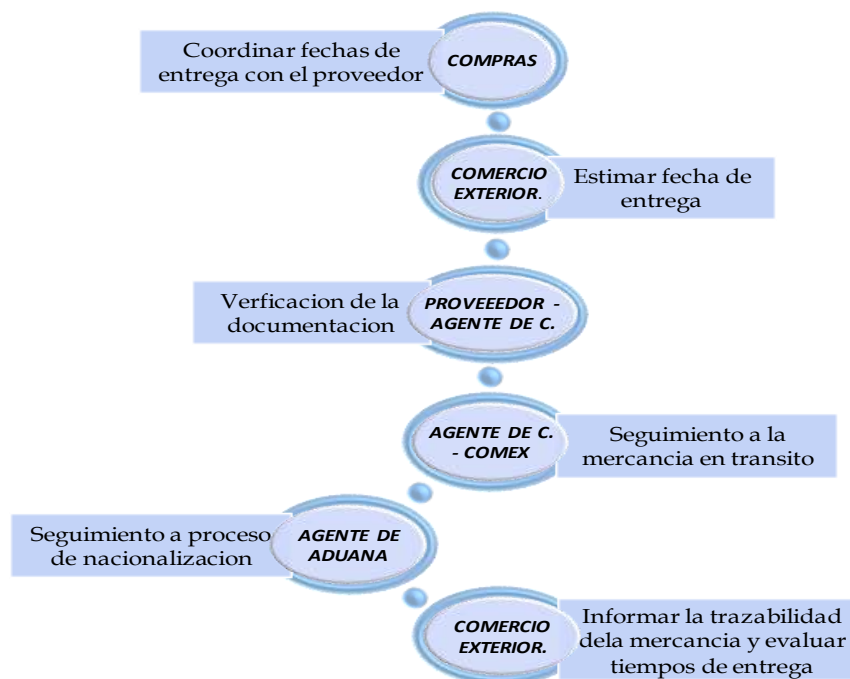 Coordinar fechas de
entrega con el proveedor
COMPRAS
COMERCIO
EXTERIOR.
Estimar fecha de
entrega
Verficacion de la
documentacion
PROVEEEDOR -
AGENTE DE C.
AGENTE DE C.
- COMEX
Seguimiento a la
mercancia en transito
Seguimiento a proceso
de nacionalizacion
AGENTE DE
ADUANA
COMERCIO
EXTERIOR.
Informar la trazabilidad
dela mercancia y evaluar
tiempos de entrega